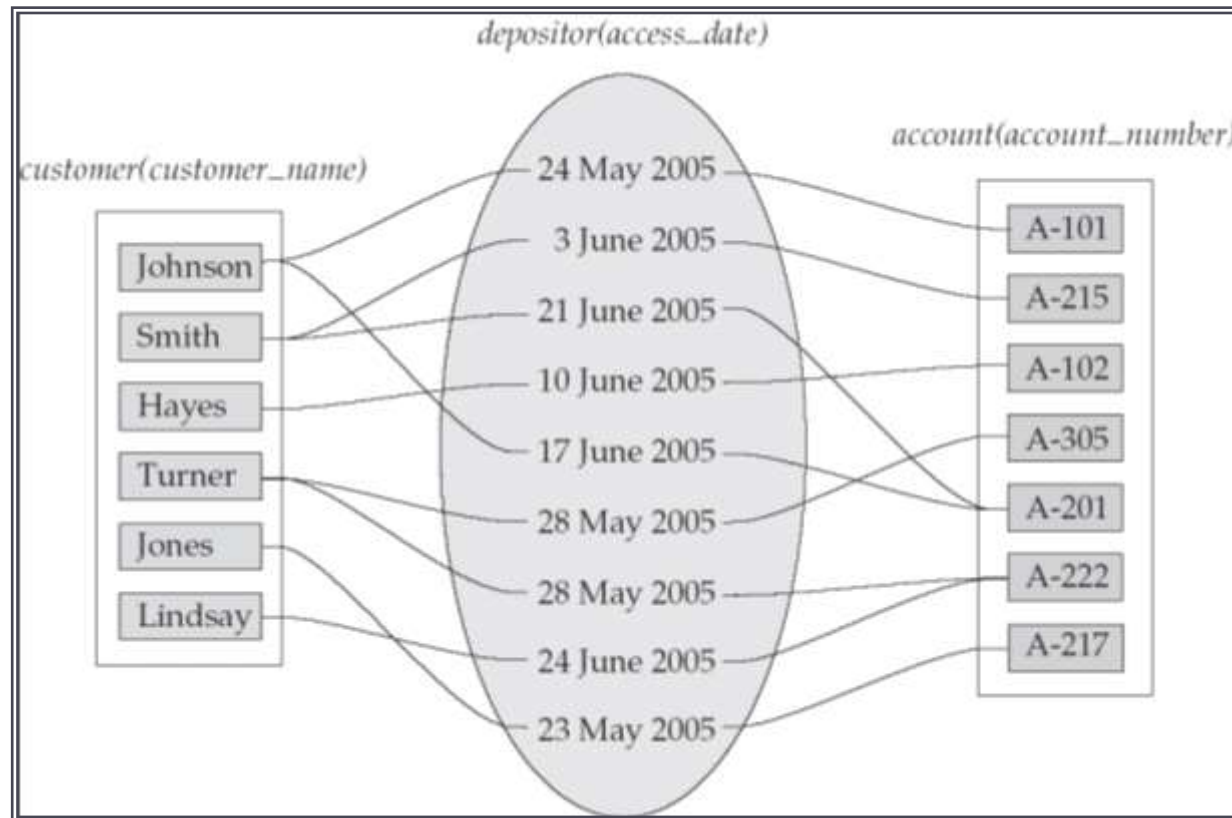 depositor(access_date)
customer(customer_name)
account(account_number)
Johnson
Smith
Hayes
Turner
Jones
Lindsay
24 May 2005
3 June 2005
21 June 2005
10 June 2005
17 June 2005
28 May 2005
28 May 2005
24 June 2005
23 May 2005
A-101
A-215
A-102
A-305
A-201
A-222
A-217